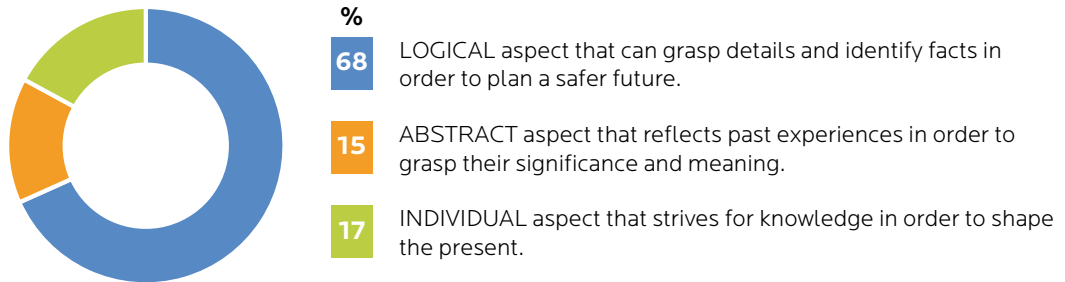 %
68
LOGICAL aspect that can grasp details and identify facts in
order to plan a safer future.
15
ABSTRACT aspect that reflects past experiences in order to
grasp their significance and meaning.
17
INDIVIDUAL aspect that strives for knowledge in order to shape
the present.